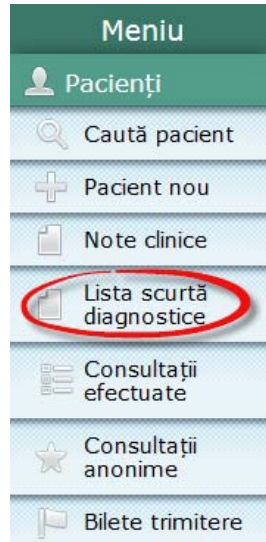 Meniu
Pacienți
Caută pacient
Pacient nou
Note clinice
Lista scurtă
diagnostice
Consultații
efectuate
Consultații
anonime
Bilete trimitere